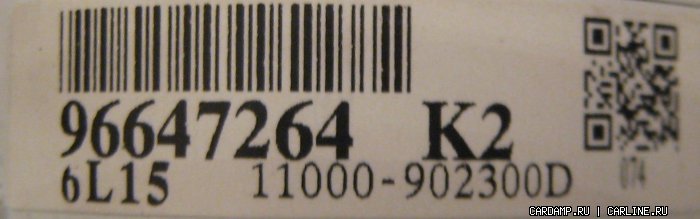 96647264 K2
6L15 11000-902300D
074
CARDAMP.RU | CARLINE.RU